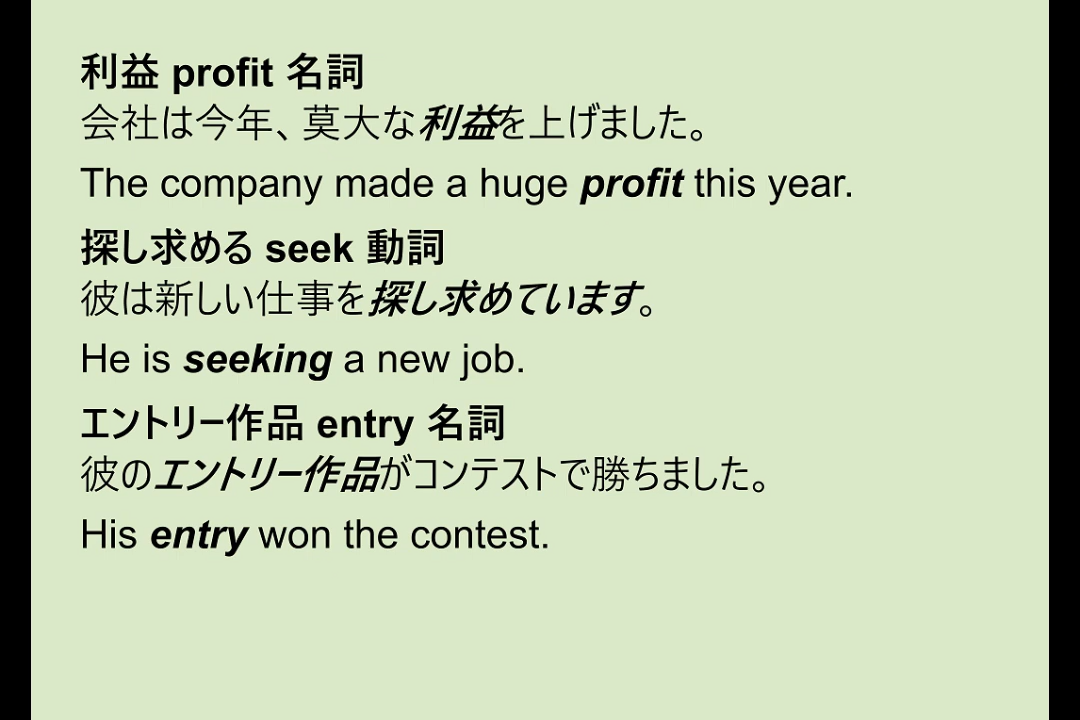 利益 profit 名詞
会社は今年、莫大な利益を上げました。
The company made a huge profit this year.
探し求める seek 動詞
彼は新しい仕事を探し求めています。
He is seeking a new job.
エントリー作品 entry 名詞
彼のエントリー作品がコンテストで勝ちました。
His entry won the contest.